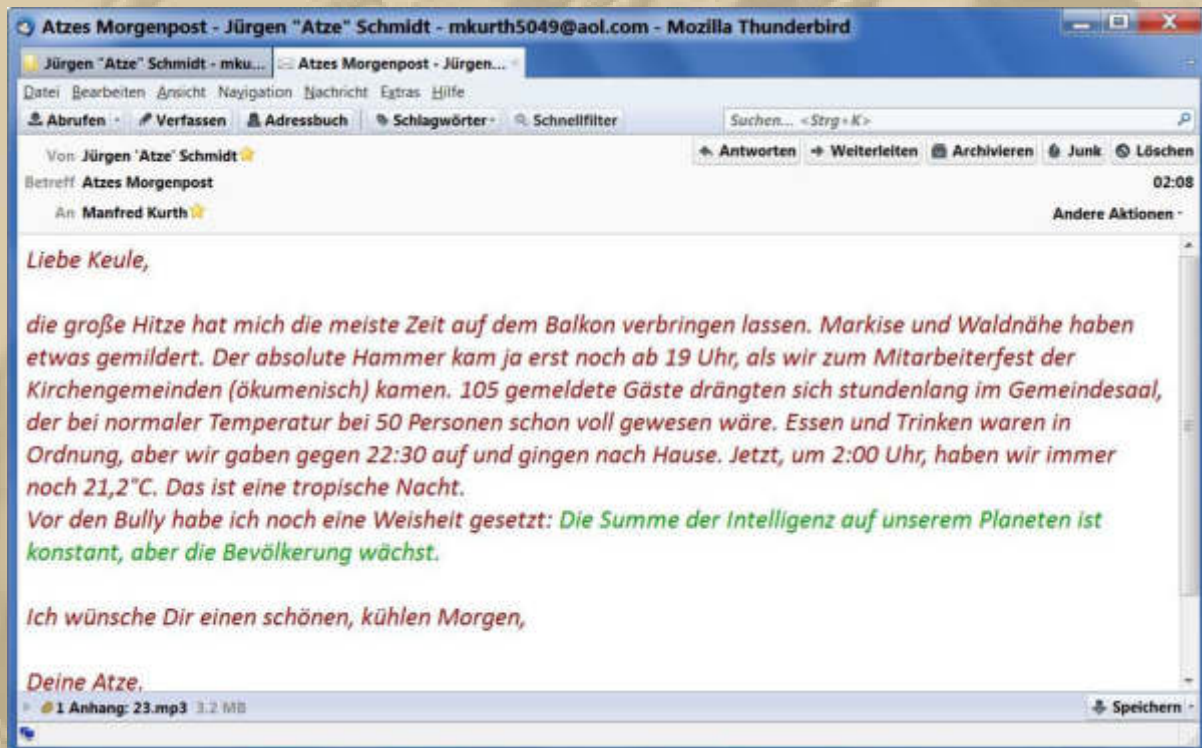 Atzes Morgenpost - Jürgen "Atze" Schmidt - mkurth5049@aol.com - Mozilla Thunderbird
Jürgen "Atze" Schmidt - mku... Atzes Morgenpost - Jürgen...
Datei Bearbeiten Ansicht Navigation Nachricht Extras Hilfe
Abrufen Verfassen Adressbuch Schlagwörter Schnellfilter Suchen... <Strg+K>
Von Jürgen "Atze" Schmidt Antworten Weiterleiten Archivieren Junk Löschen
Betreff Atzes Morgenpost 02:08
An Manfred Kurth Andere Aktionen
Liebe Keule,
die große Hitze hat mich die meiste Zeit auf dem Balkon verbringen lassen. Markise und Waldnähe haben
etwas gemildert. Der absolute Hammer kam ja erst noch ab 19 Uhr, als wir zum Mitarbeiterfest der
Kirchengemeinden (ökumenisch) kamen. 105 gemeldete Gäste drängten sich stundenlang im Gemeindesaal,
der bei normaler Temperatur bei 50 Personen schon voll gewesen wäre. Essen und Trinken waren in
Ordnung, aber wir gaben gegen 22:30 auf und gingen nach Hause. Jetzt, um 2:00 Uhr, haben wir immer
noch 21,2°C. Das ist eine tropische Nacht.
Vor den Bully habe ich noch eine Weisheit gesetzt: Die Summe der Intelligenz auf unserem Planeten ist
konstant, aber die Bevölkerung wächst.
Ich wünsche Dir einen schönen, kühlen Morgen,
Deine Atze.
1 Anhang: 23.mp3 3.2 MB Speichern